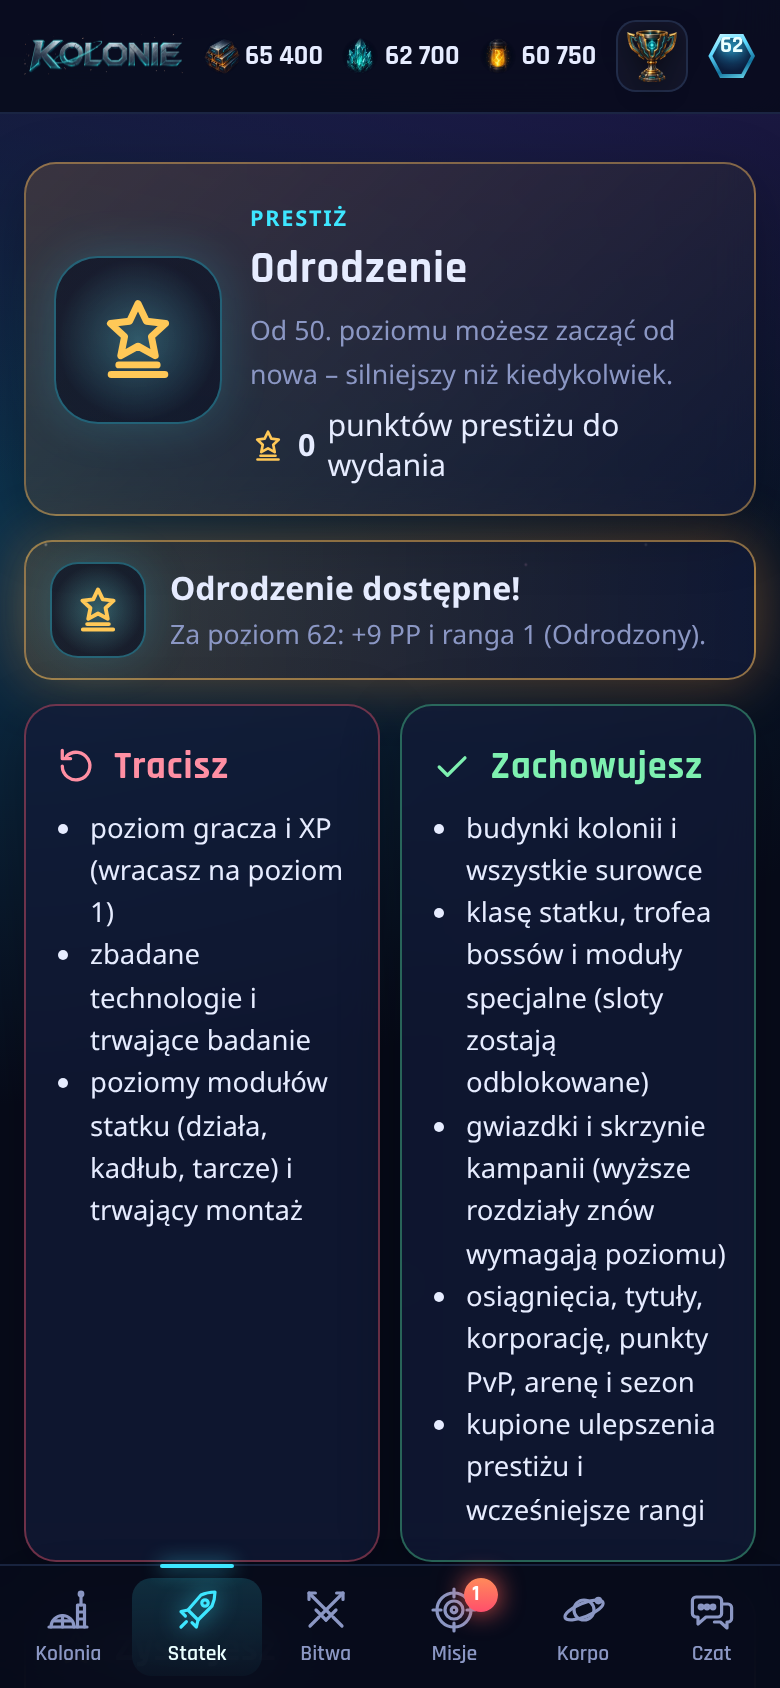 KOLONIE
65 400
62 700
60 750
62
PRESTIŻ
Odrodzenie
Od 50. poziomu możesz zacząć od
nowa – silniejszy niż kiedykolwiek.
0 punktów prestiżu do
wydania
Odrodzenie dostępne!
Za poziom 62: +9 PP i ranga 1 (Odrodzony).
Tracisz
• poziom gracza i XP
(wracasz na poziom
1)
• zbadane
technologie i
trwające badanie
• poziomy modułów
statku (działa,
kadłub, tarcze) i
trwający montaż
Zachowujesz
• budynki kolonii i
wszystkie surowce
• klasę statku, trofea
bossów i moduły
specjalne (sloty
zostają
odblokowane)
• gwiazdki i skrzynie
kampanii (wyższe
rozdziały znów
wymagają poziomu)
• osiągnięcia, tytuły,
korporację, punkty
PvP, arenę i sezon
• kupione ulepszenia
prestiżu i
wcześniejsze rangi
Kolonia
Statek
Bitwa
1
Misje
Korpo
Czat